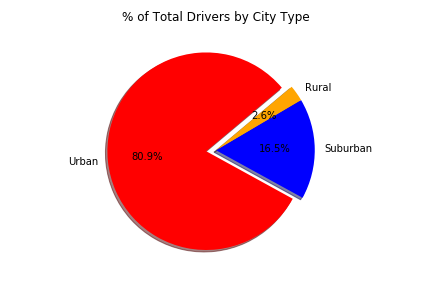 % of Total Drivers by City Type
Rural
2.6%
Suburban
16.5%
Urban
80.9%